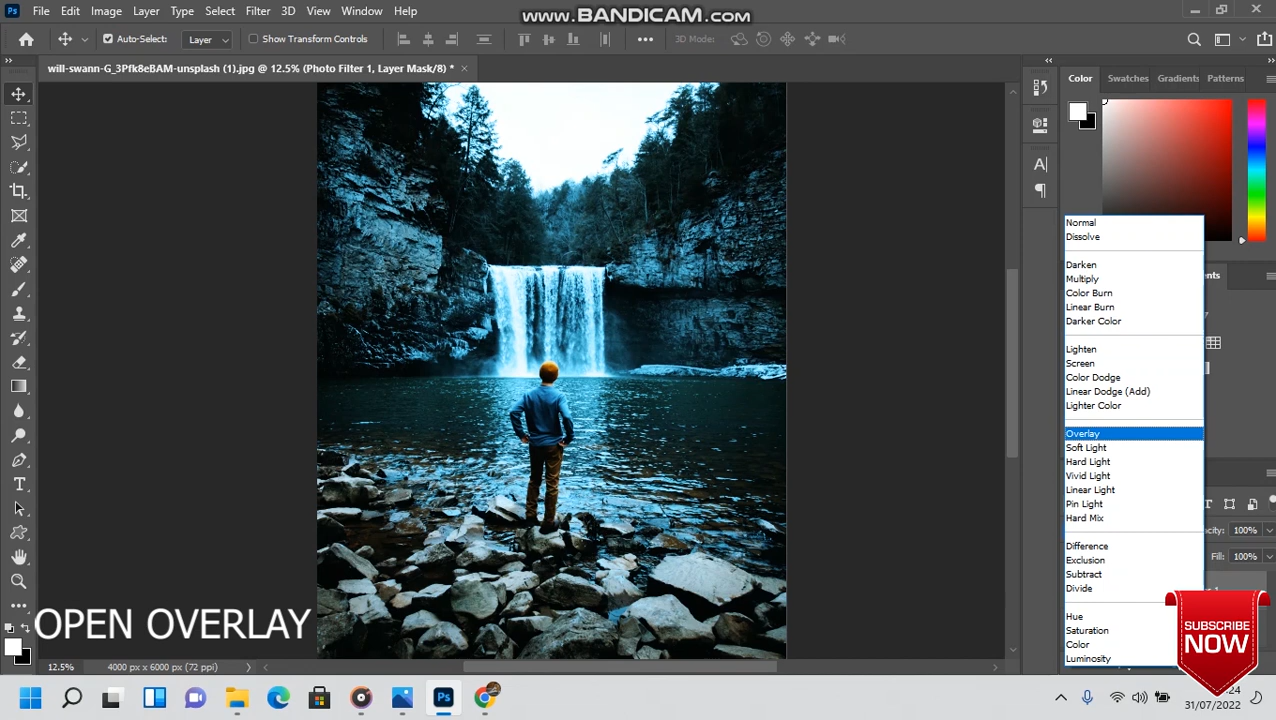 www.BANDICAM.com
Ps File Edit Image Layer Type Select Filter 3D View Window Help
Auto-Select: Layer Show Transform Controls 3D Mode:
will-swann-G_3Pfk8eBAM-unsplash (1).jpg @ 12.5% (Photo Filter 1, Layer Mask/8) *
Color Swatches Gradients Patterns
Normal
Dissolve
Darken
Multiply
Color Burn
Linear Burn
Darker Color
Lighten
Screen
Color Dodge
Linear Dodge (Add)
Lighter Color
Overlay
Soft Light
Hard Light
Vivid Light
Linear Light
Pin Light
Hard Mix
100%
Fill: 100%
Difference
Exclusion
Subtract
Divide
Hue
Saturation
Color
Luminosity
OPEN OVERLAY
SUBSCRIBE
NOW
12.5% 4000 px x 6000 px (72 ppi)
Ps
31/07/2022